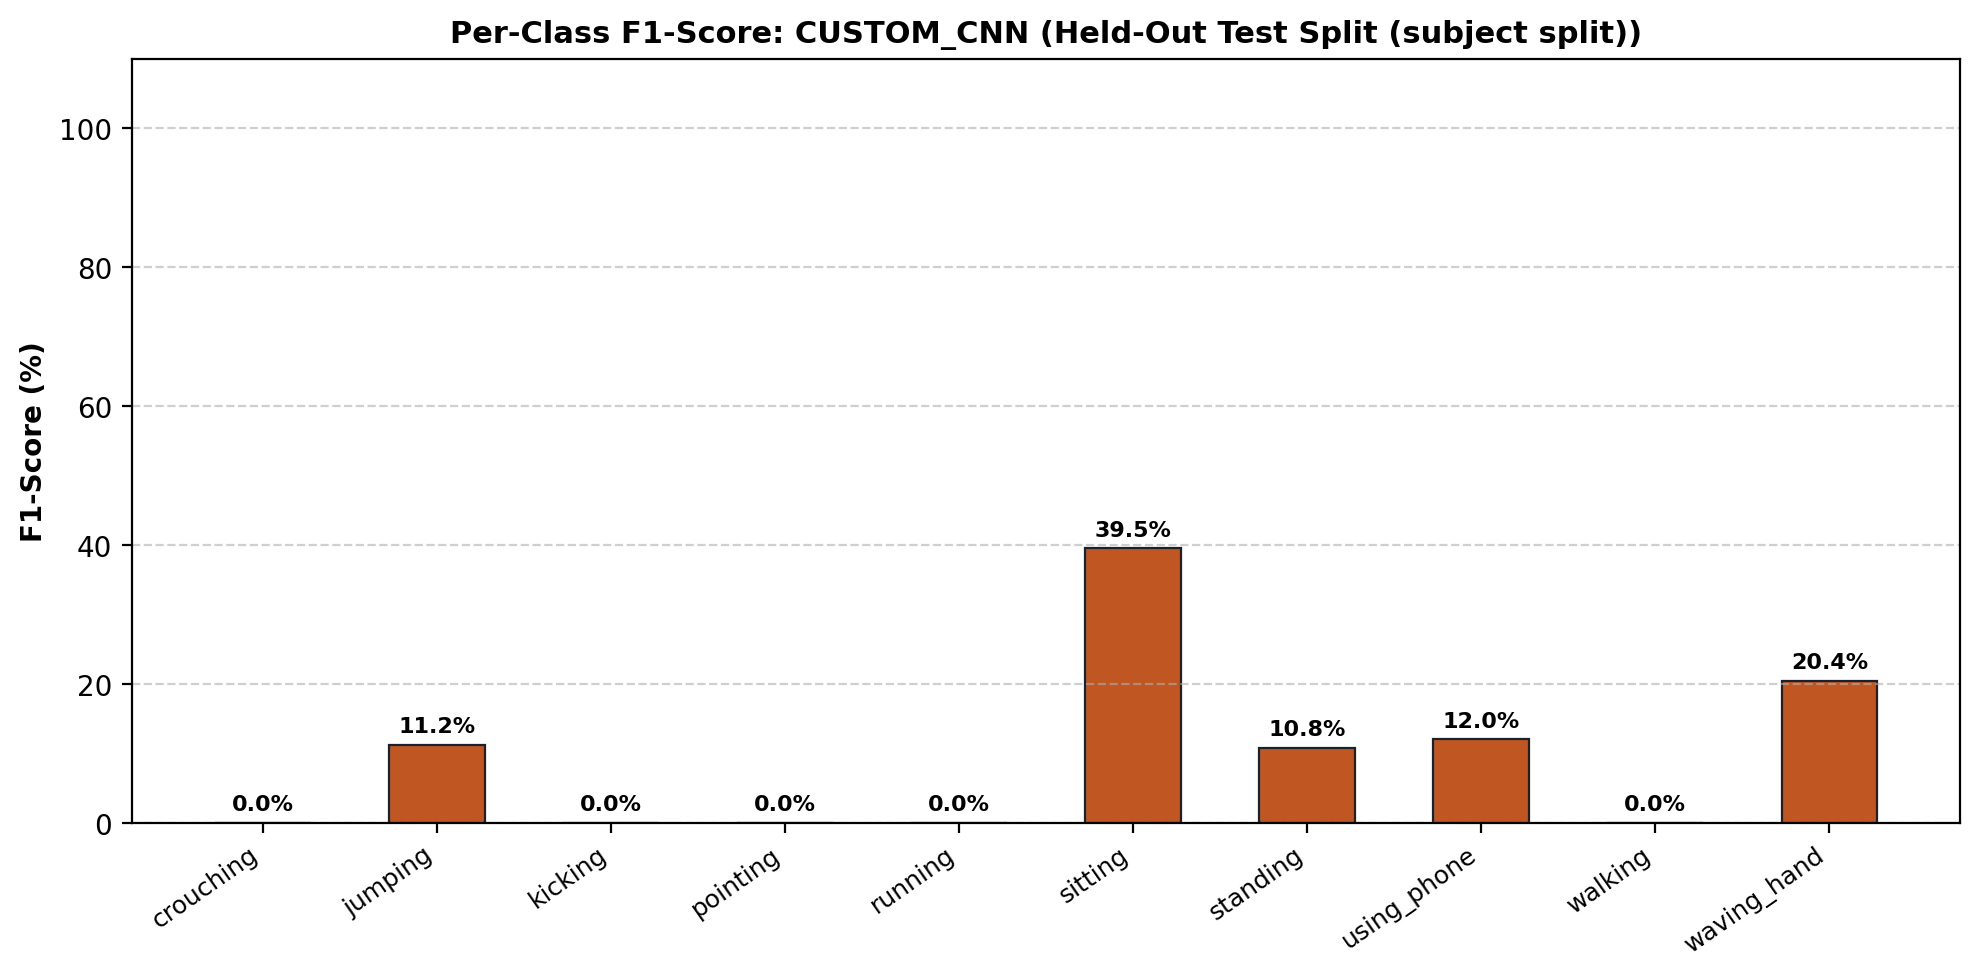 Per-Class F1-Score: CUSTOM_CNN (Held-Out Test Split (subject split))
F1-Score (%)
100
80
60
40
20
0
0.0%
11.2%
0.0%
0.0%
0.0%
39.5%
10.8%
12.0%
0.0%
20.4%
crouching
jumping
kicking
pointing
running
sitting
standing
using_phone
walking
waving_hand